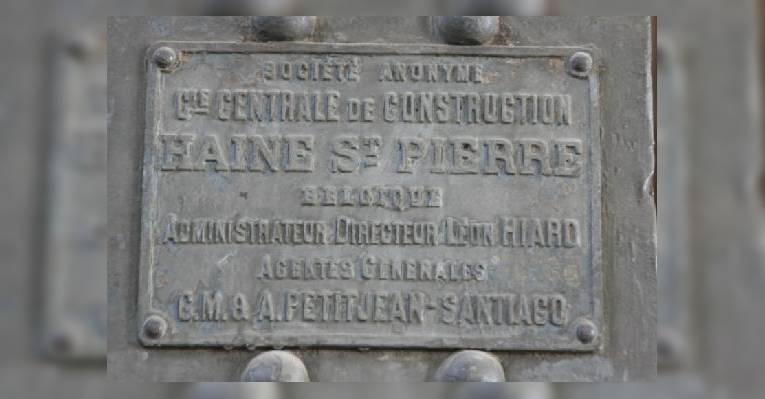 SOCIÉTÉ ANONYME
CIE CENTRALE DE CONSTRUCTION
HAINE ST PIERRE
BELGIQUE
ADMINISTRATEUR DIRECTEUR LÉON HIARD
AGENTES GENERALES
C.M. & A. PETITJEAN-SANTIAGO